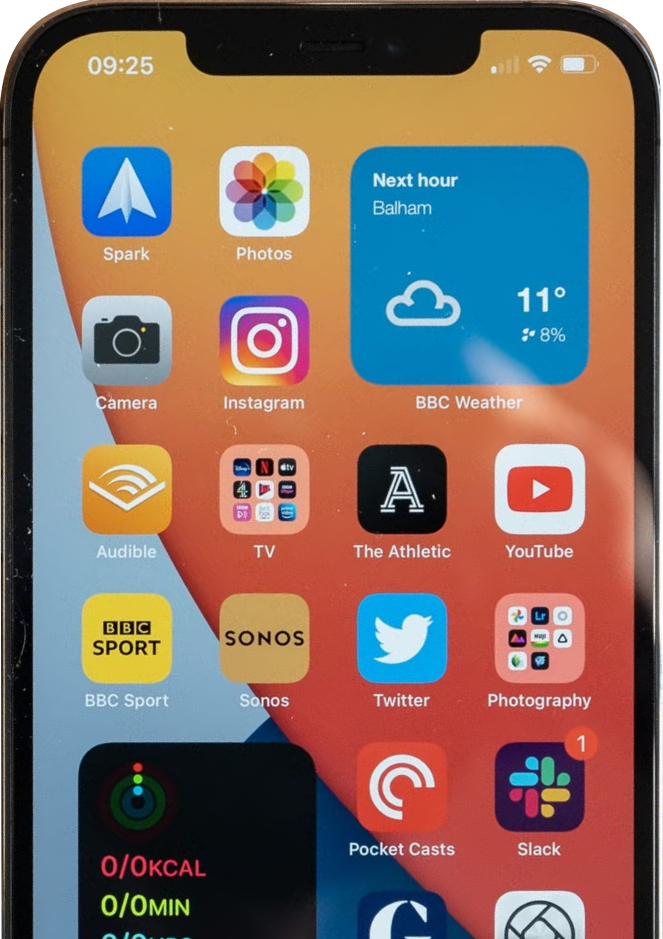 09:25
Next hour
Balham
11°
8%
Spark
Photos
Camera
Instagram
BBC Weather
Audible
TV
The Athletic
YouTube
BBC
SPORT
SONOS
BBC Sport
Sonos
Twitter
Photography
1
Pocket Casts
Slack
0/0KCAL
0/0MIN